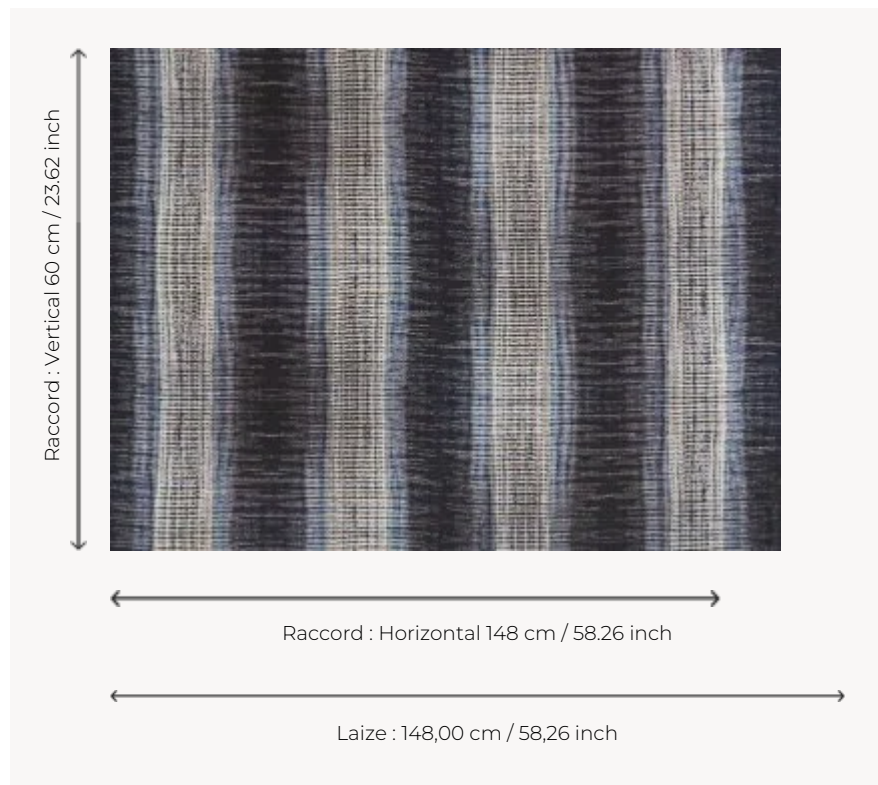 Raccord : Vertical 60 cm / 23.62 inch
Raccord : Horizontal 148 cm / 58.26 inch
Laize : 148,00 cm / 58,26 inch